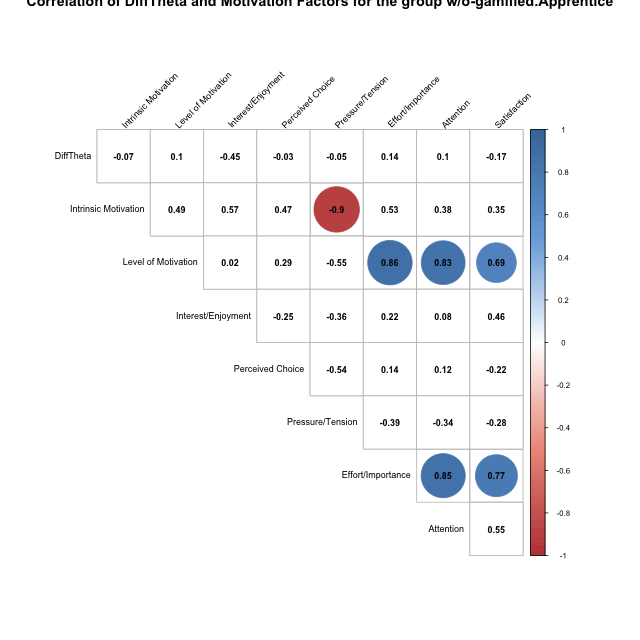 Correlation of DiffTheta and Motivation Factors for the group w/o-gamified.Apprentice
Intrinsic Motivation
Level of Motivation
Interest/Enjoyment
Perceived Choice
Pressure/Tension
Effort/Importance
Attention
Satisfaction
DiffTheta -0.07 0.1 -0.45 -0.03 -0.05 0.14 0.1 -0.17
Intrinsic Motivation 0.49 0.57 0.47 -0.9 0.53 0.38 0.35
Level of Motivation 0.02 0.29 -0.55 0.86 0.83 0.69
Interest/Enjoyment -0.25 -0.36 0.22 0.08 0.46
Perceived Choice -0.54 0.14 0.12 -0.22
Pressure/Tension -0.39 -0.34 -0.28
Effort/Importance 0.85 0.77
Attention 0.55
1
0.8
0.6
0.4
0.2
0
-0.2
-0.4
-0.6
-0.8
-1